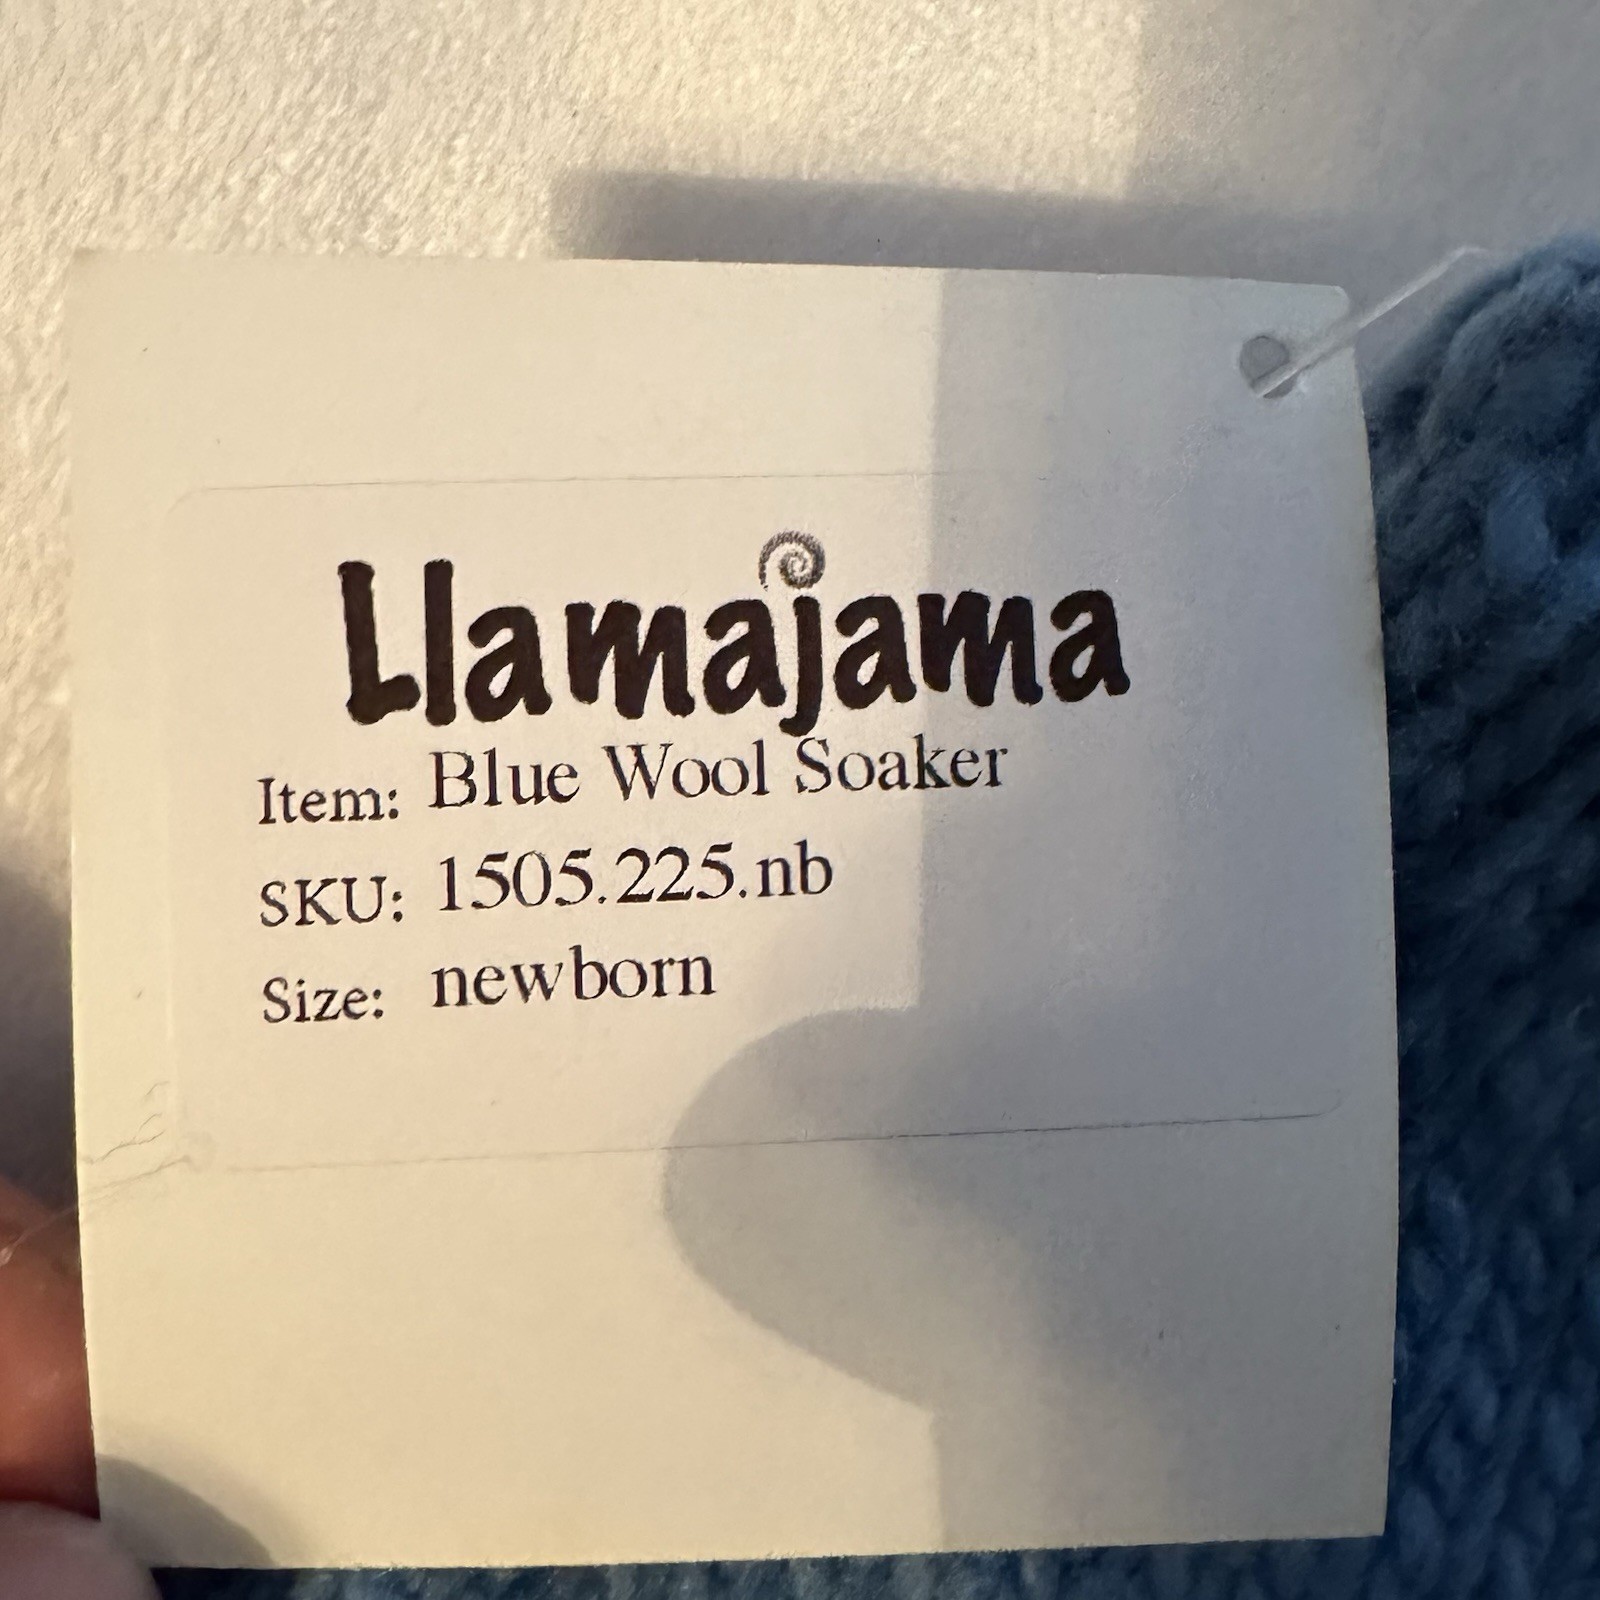 Llamajama
Item: Blue Wool Soaker
SKU: 1505.225.nb
Size: newborn